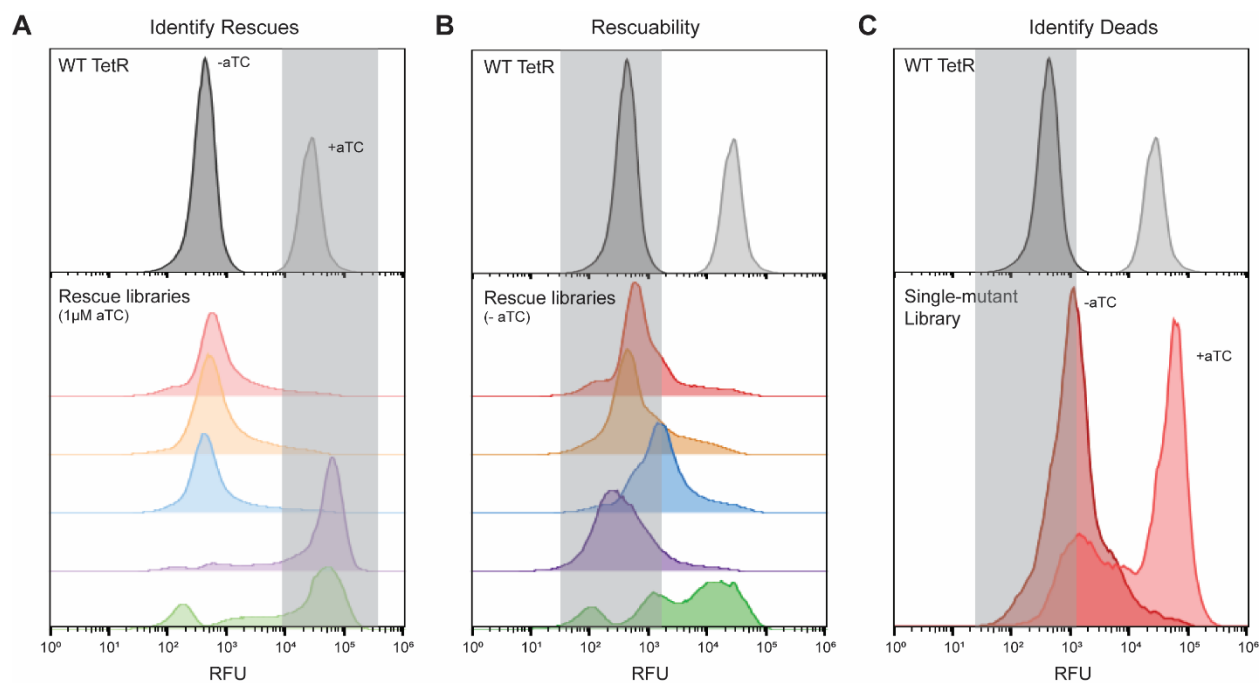 A
Identify Rescues
WT TetR
-aTC
+aTC
Rescue libraries
(1µM aTC)
10⁰ 10¹ 10² 10³ 10⁴ 10⁵ 10⁶
RFU
B
Rescuability
WT TetR
Rescue libraries
(- aTC)
10⁰ 10¹ 10² 10³ 10⁴ 10⁵ 10⁶
RFU
C
Identify Deads
WT TetR
Single-mutant
Library
-aTC
+aTC
10⁰ 10¹ 10² 10³ 10⁴ 10⁵ 10⁶
RFU